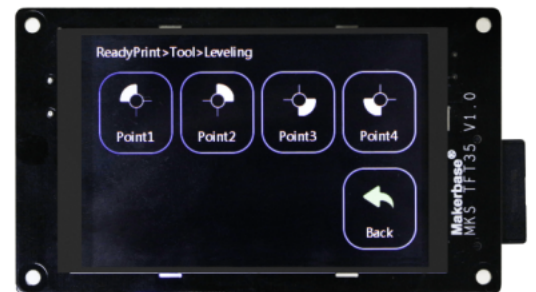 ReadyPrint>Tool>Leveling
Point1
Point2
Point3
Point4
Back
Makerbase®
MKS TFT35 V1.0